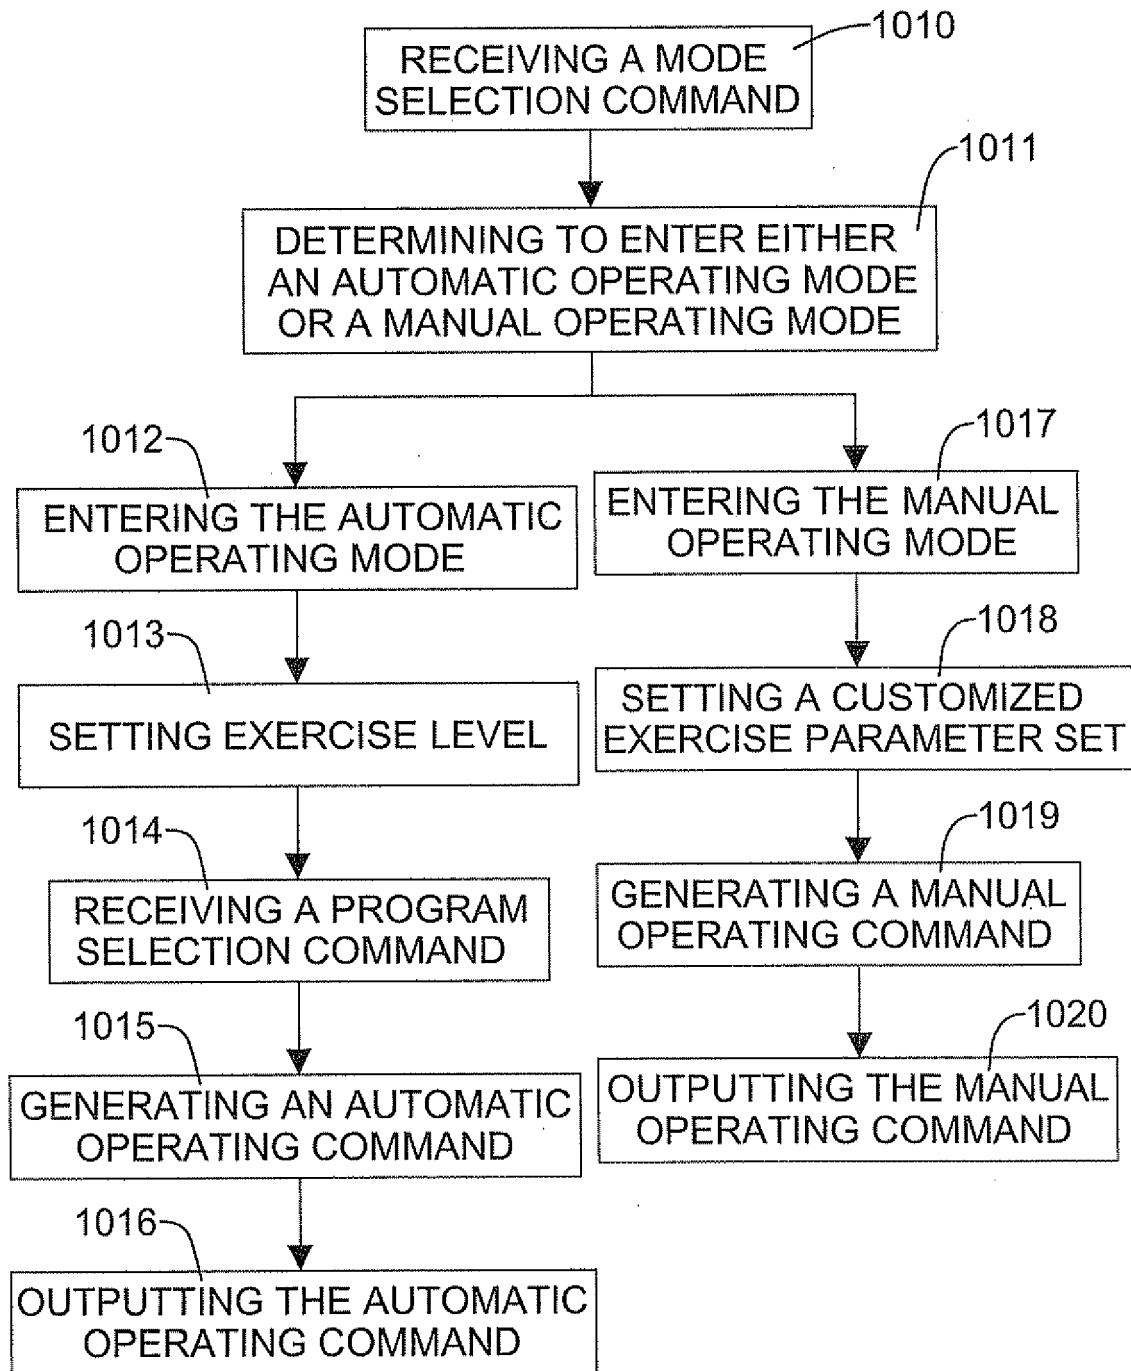 1010
RECEIVING A MODE
SELECTION COMMAND
1011
DETERMINING TO ENTER EITHER
AN AUTOMATIC OPERATING MODE
OR A MANUAL OPERATING MODE
1012
ENTERING THE AUTOMATIC
OPERATING MODE
1013
SETTING EXERCISE LEVEL
1014
RECEIVING A PROGRAM
SELECTION COMMAND
1015
GENERATING AN AUTOMATIC
OPERATING COMMAND
1016
OUTPUTTING THE AUTOMATIC
OPERATING COMMAND
1017
ENTERING THE MANUAL
OPERATING MODE
1018
SETTING A CUSTOMIZED
EXERCISE PARAMETER SET
1019
GENERATING A MANUAL
OPERATING COMMAND
1020
OUTPUTTING THE MANUAL
OPERATING COMMAND